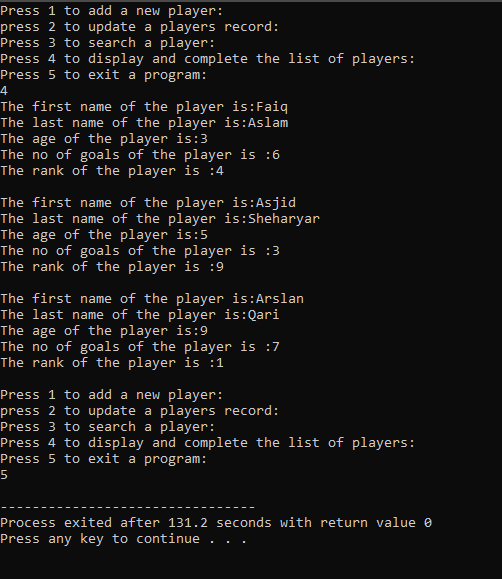 Press 1 to add a new player:
press 2 to update a players record:
Press 3 to search a player:
Press 4 to display and complete the list of players:
Press 5 to exit a program:
4
The first name of the player is:Faiq
The last name of the player is:Aslam
The age of the player is:3
The no of goals of the player is :6
The rank of the player is :4
The first name of the player is:Asjid
The last name of the player is:Sheharyar
The age of the player is:5
The no of goals of the player is :3
The rank of the player is :9
The first name of the player is:Arslan
The last name of the player is:Qari
The age of the player is:9
The no of goals of the player is :7
The rank of the player is :1
Press 1 to add a new player:
press 2 to update a players record:
Press 3 to search a player:
Press 4 to display and complete the list of players:
Press 5 to exit a program:
5
--------------------------------
Process exited after 131.2 seconds with return value 0
Press any key to continue . . .